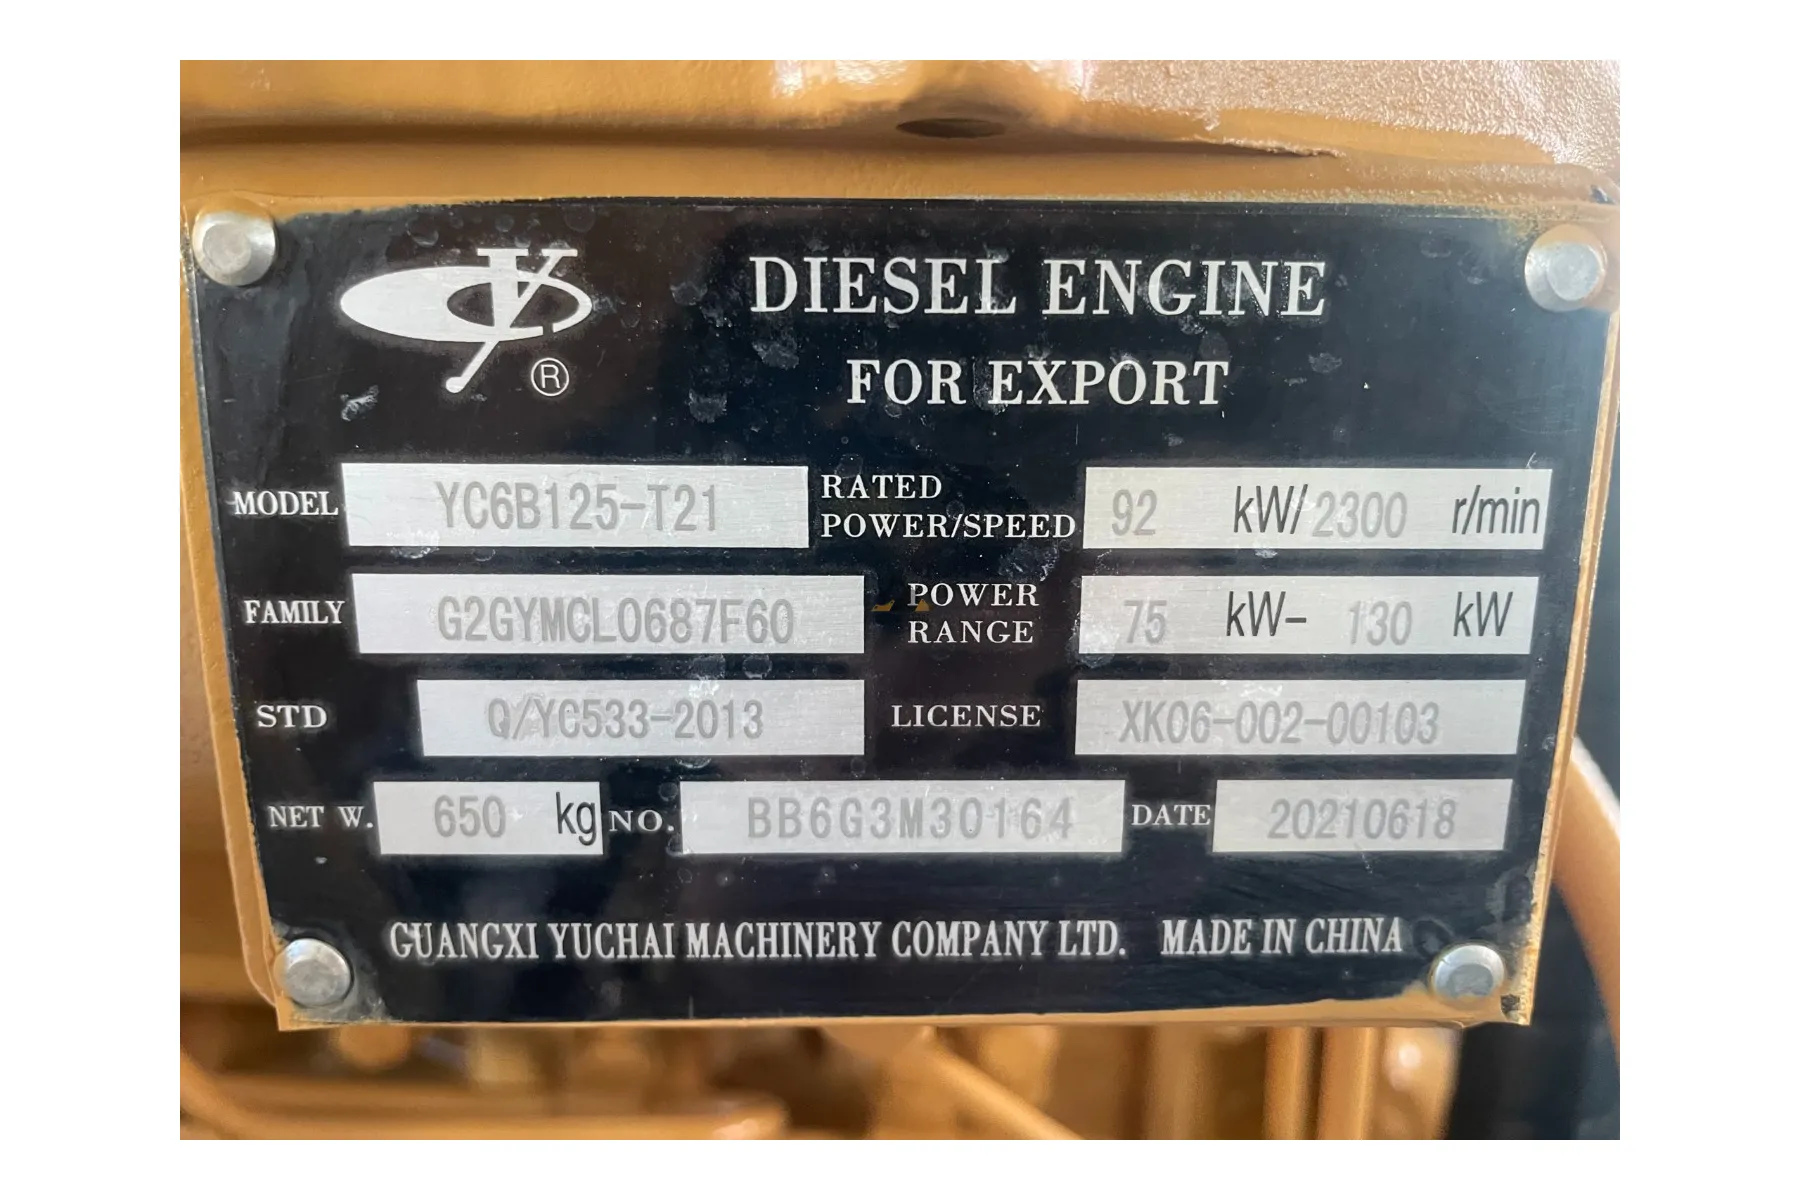 DIESEL ENGINE
FOR EXPORT
®
MODEL YC6B125-T21 RATED POWER/SPEED 92 kW/ 2300 r/min
FAMILY G2GYMCL0687F60 POWER RANGE 75 kW- 130 kW
STD Q/YC533-2013 LICENSE XK06-002-00103
NET W. 650 kg NO. BB6G3M30164 DATE 20210618
GUANGXI YUCHAI MACHINERY COMPANY LTD. MADE IN CHINA